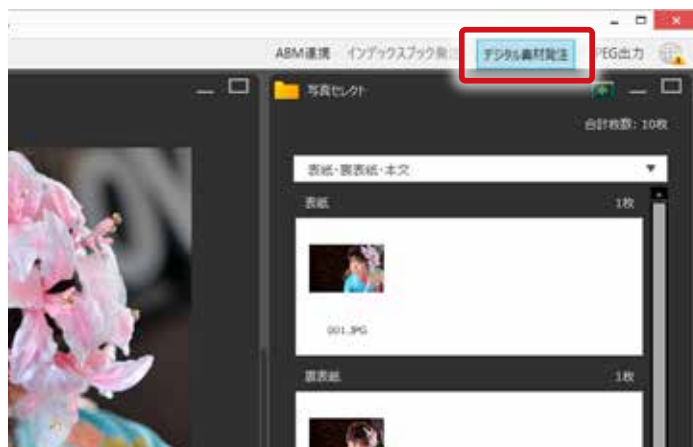 ABM連携 インデックスブック発注 デジタル素材発注 PEG出力
写真セレクト
合計枚数: 10枚
表紙・裏表紙・本文
表紙 1枚
001.JPG
裏表紙 1枚